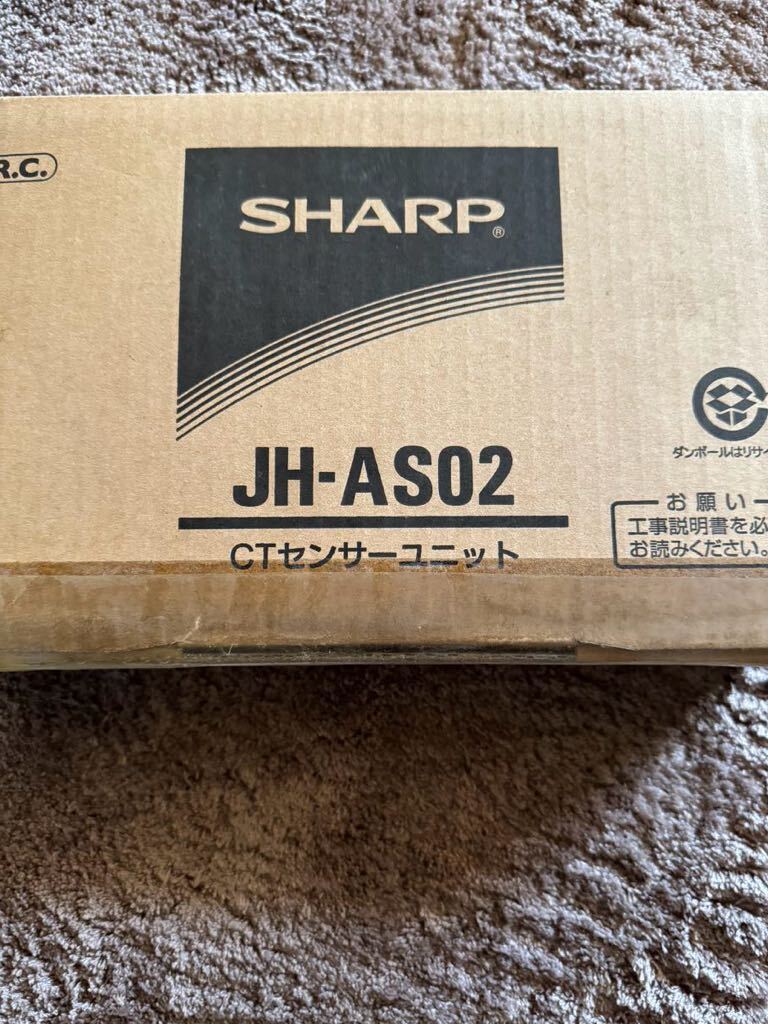 R.C.
SHARP®
JH-AS02
CTセンサーユニット
ダンボールはリサイ
お願い
工事説明書を必
お読みください。